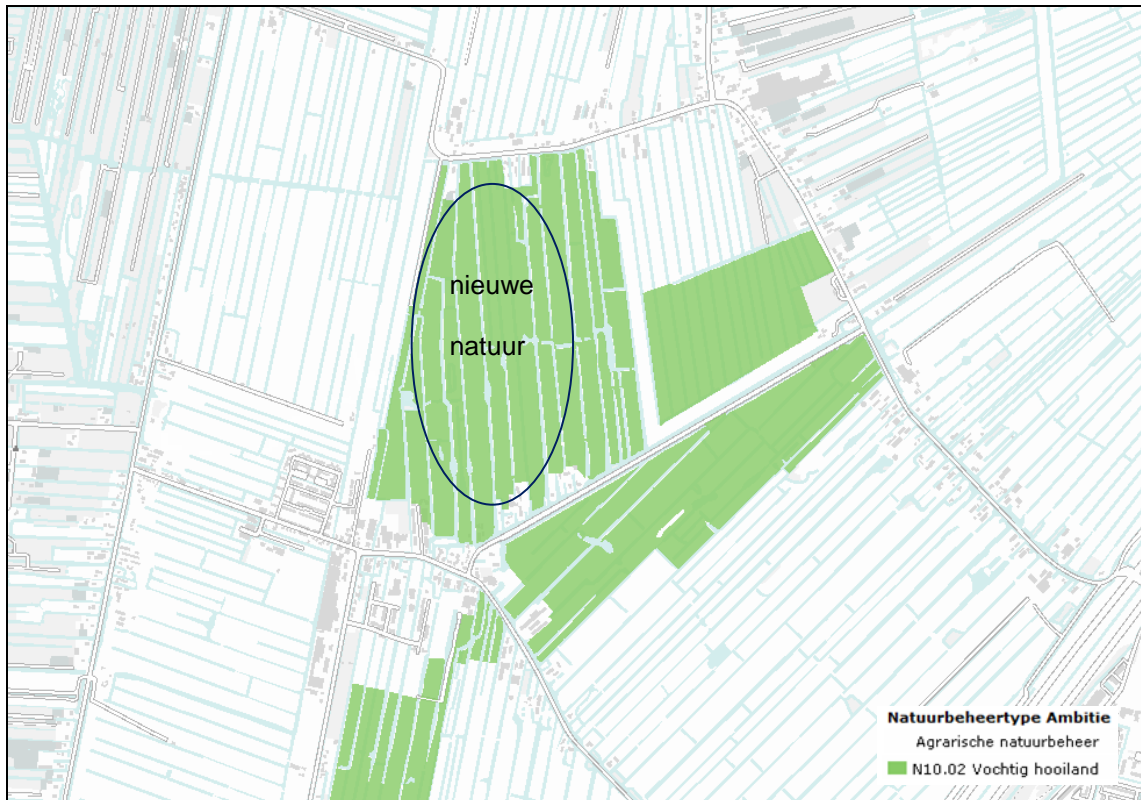 nieuwe
natuur
Natuurbeheertype Ambitie
Agrarische natuurbeheer
N10.02 Vochtig hooiland